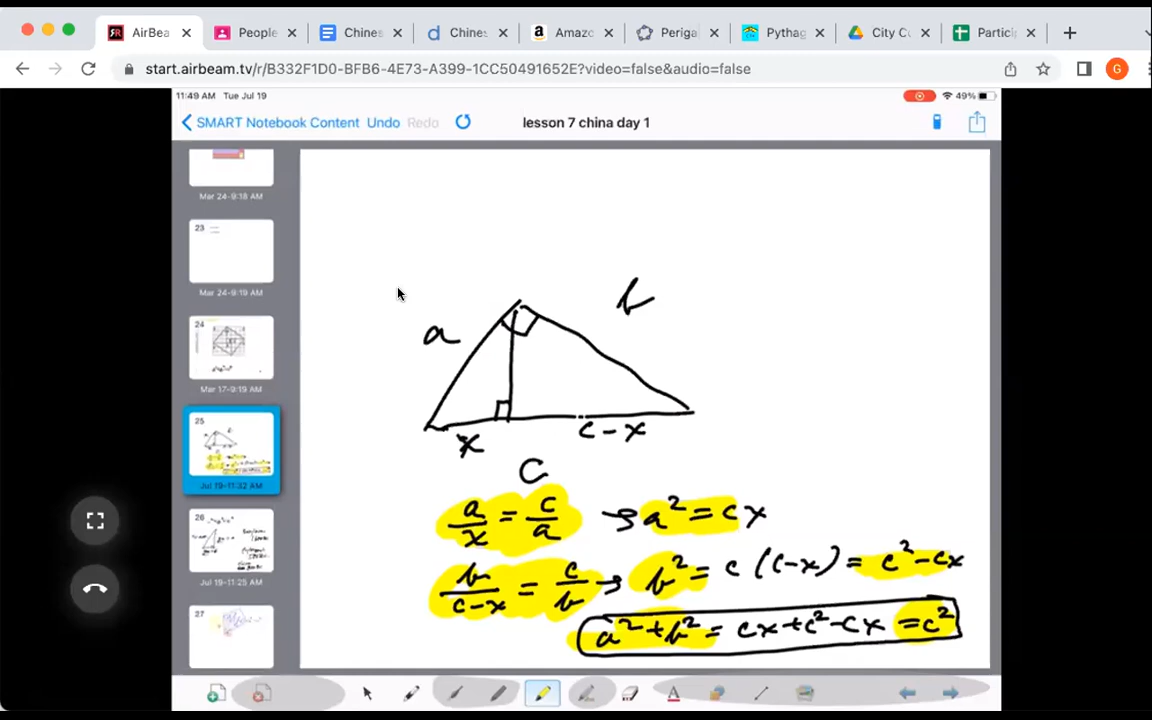 AirBea
People
Chines
Chines
Amazo
Periga
Pythag
City C
Partici
start.airbeam.tv/r/B332F1D0-BFB6-4E73-A399-1CC50491652E?video=false&audio=false
G
11:49 AM Tue Jul 19
49%
SMART Notebook Content Undo Redo
lesson 7 china day 1
Mar 24-9:18 AM
23
Mar 24-9:19 AM
24
Mar 17-9:19 AM
25
Jul 19-11:32 AM
26
Jul 19-11:25 AM
27
a
b
x
c-x
C
a/x = c/a → a² = cx
b/c-x = c/b → b² = c(c-x) = c²-cx
a²+b² = cx+c²-cx =c²
A